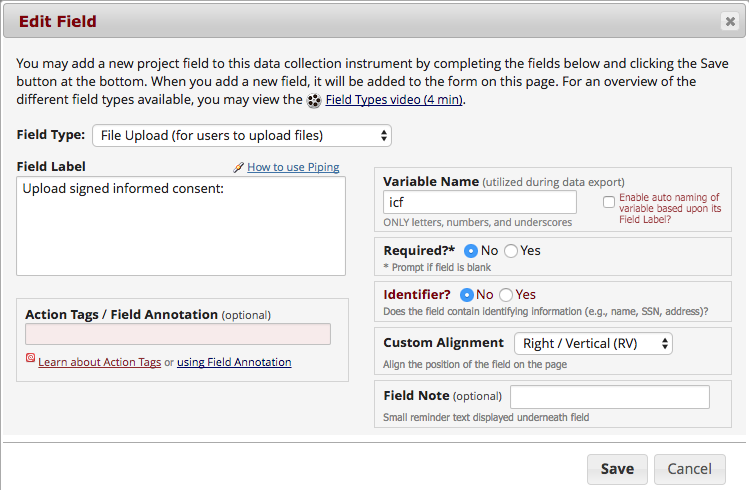 Edit Field
You may add a new project field to this data collection instrument by completing the fields below and clicking the Save
button at the bottom. When you add a new field, it will be added to the form on this page. For an overview of the
different field types available, you may view the Field Types video (4 min).
Field Type: File Upload (for users to upload files)
Field Label How to use Piping
Upload signed informed consent:
Action Tags / Field Annotation (optional)
Learn about Action Tags or using Field Annotation
Variable Name (utilized during data export)
icf
ONLY letters, numbers, and underscores
Enable auto naming of
variable based upon its
Field Label?
Required?* No Yes
* Prompt if field is blank
Identifier? No Yes
Does the field contain identifying information (e.g., name, SSN, address)?
Custom Alignment Right / Vertical (RV)
Align the position of the field on the page
Field Note (optional)
Small reminder text displayed underneath field
Save Cancel